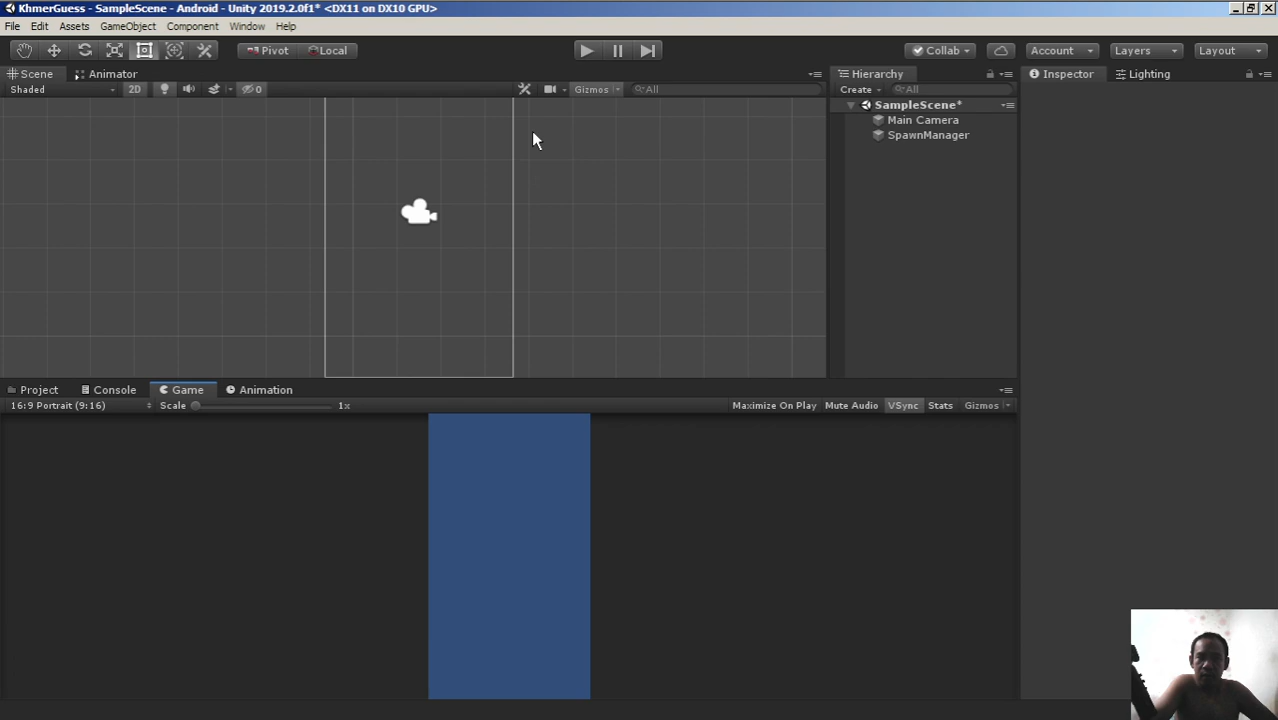 KhmerGuess - SampleScene - Android - Unity 2019.2.0f1* <DX11 on DX10 GPU>
File Edit Assets GameObject Component Window Help
Pivot Local Collab Account Layers Layout
Scene Animator Hierarchy Inspector Lighting
Shaded 2D 0 Gizmos All Create All
SampleScene*
Main Camera
SpawnManager
Project Console Game Animation
16:9 Portrait (9:16) Scale 1x Maximize On Play Mute Audio VSync Stats Gizmos